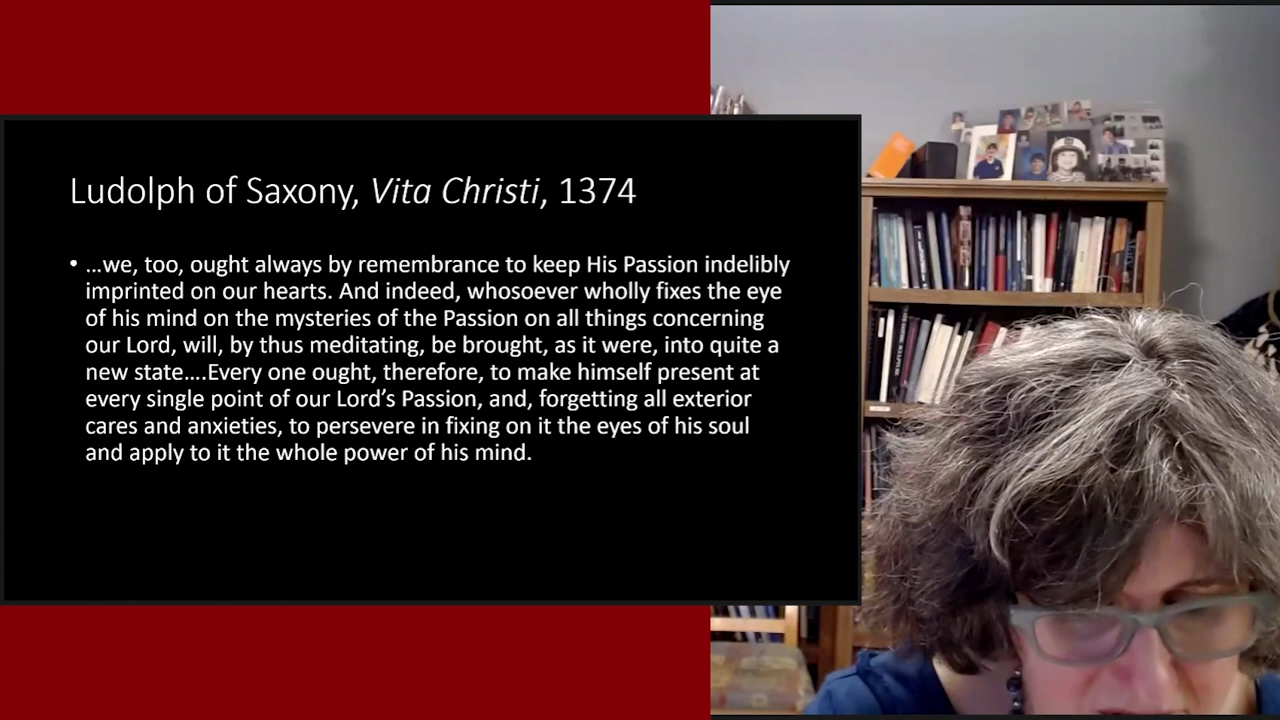 Ludolph of Saxony, Vita Christi, 1374
• …we, too, ought always by remembrance to keep His Passion indelibly
imprinted on our hearts. And indeed, whosoever wholly fixes the eye
of his mind on the mysteries of the Passion on all things concerning
our Lord, will, by thus meditating, be brought, as it were, into quite a
new state….Every one ought, therefore, to make himself present at
every single point of our Lord’s Passion, and, forgetting all exterior
cares and anxieties, to persevere in fixing on it the eyes of his soul
and apply to it the whole power of his mind.